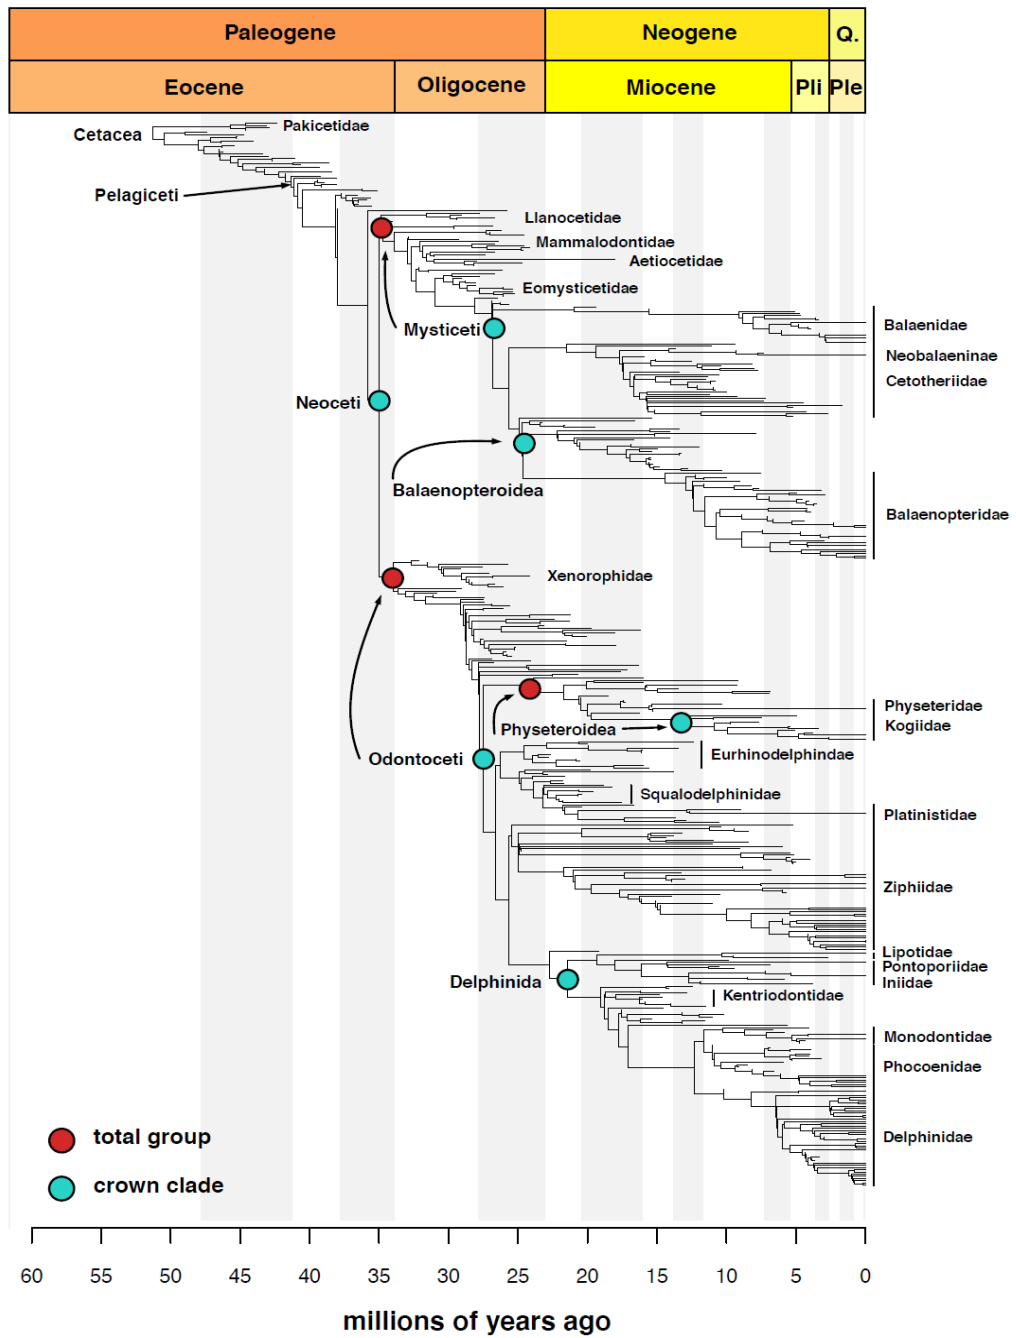 Paleogene Neogene Q.
Eocene Oligocene Miocene Pli Ple
Pakicetidae
Cetacea
Pelagiceti
Llanocetidae
Mammalodontidae
Aetiocetidae
Eomysticetidae
Balaenidae
Mysticeti
Neobalaeninae
Cetotheriidae
Neoceti
Balaenopteroidea
Balaenopteridae
Xenorophidae
Physeteridae
Kogiidae
Physeteroidea
Eurhinodelphindae
Odontoceti
Squalodelphinidae
Platinistidae
Ziphiidae
Lipotidae
Pontoporiidae
Delphinida
Iniidae
Kentriodontidae
Monodontidae
Phocoenidae
total group
Delphinidae
crown clade
60 55 50 45 40 35 30 25 20 15 10 5 0
millions of years ago